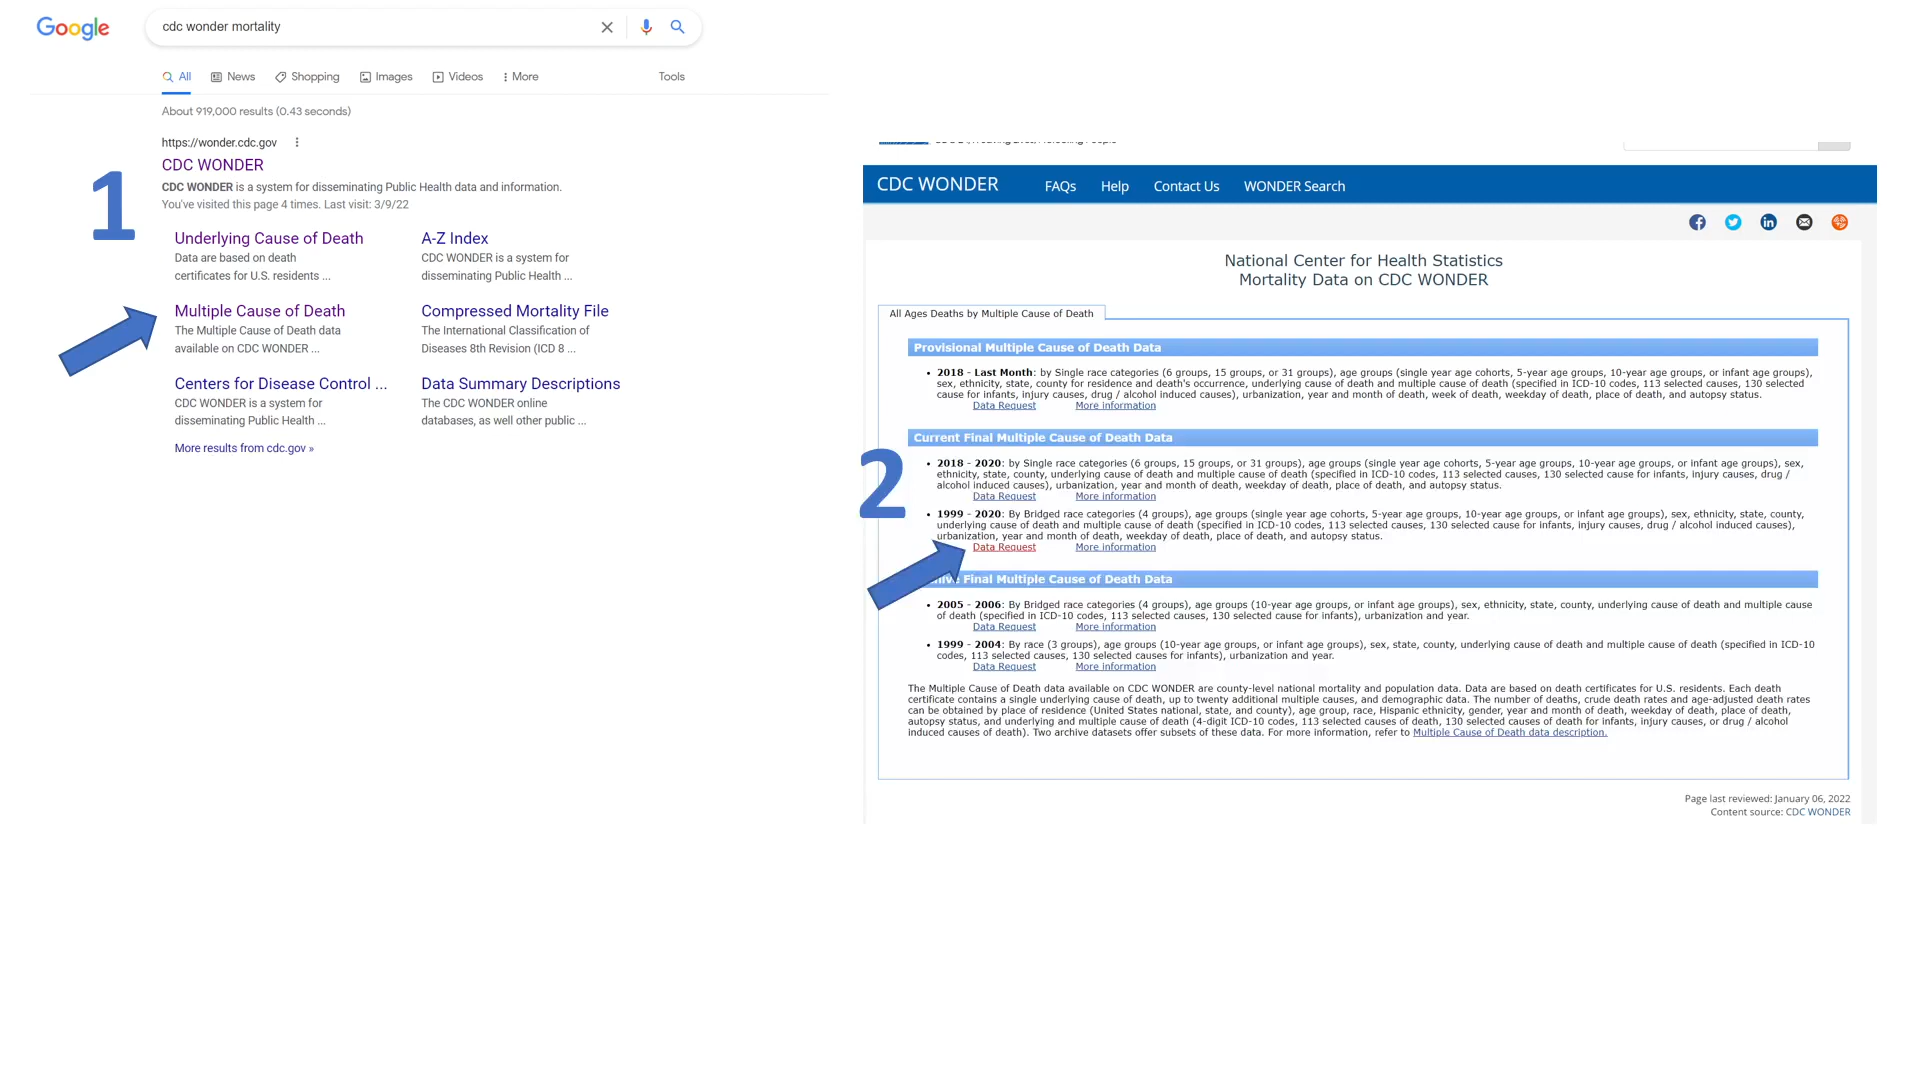 Google
cdc wonder mortality
All News Shopping Images Videos More Tools
About 919,000 results (0.43 seconds)
https://wonder.cdc.gov
CDC WONDER
CDC WONDER is a system for disseminating Public Health data and information.
You've visited this page 4 times. Last visit: 3/9/22
1
Underlying Cause of Death
Data are based on death
certificates for U.S. residents ...
A-Z Index
CDC WONDER is a system for
disseminating Public Health ...
Multiple Cause of Death
The Multiple Cause of Death data
available on CDC WONDER ...
Compressed Mortality File
The International Classification of
Diseases 8th Revision (ICD 8 ...
Centers for Disease Control ...
CDC WONDER is a system for
disseminating Public Health ...
Data Summary Descriptions
The CDC WONDER online
databases, as well other public ...
More results from cdc.gov »
CDC WONDER FAQs Help Contact Us WONDER Search
National Center for Health Statistics
Mortality Data on CDC WONDER
All Ages Deaths by Multiple Cause of Death
Provisional Multiple Cause of Death Data
• 2018 - Last Month: by Single race categories (6 groups, 15 groups, or 31 groups), age groups (single year age cohorts, 5-year age groups, 10-year age groups, or infant age groups),
sex, ethnicity, state, county for residence and death's occurrence, underlying cause of death and multiple cause of death (specified in ICD-10 codes, 113 selected causes, 130 selected
cause for infants, injury causes, drug / alcohol induced causes), urbanization, year and month of death, week of death, weekday of death, place of death, and autopsy status.
Data Request More information
Current Final Multiple Cause of Death Data
2
• 2018 - 2020: by Single race categories (6 groups, 15 groups, or 31 groups), age groups (single year age cohorts, 5-year age groups, 10-year age groups, or infant age groups), sex,
ethnicity, state, county, underlying cause of death and multiple cause of death (specified in ICD-10 codes, 113 selected causes, 130 selected cause for infants, injury causes, drug /
alcohol induced causes), urbanization, year and month of death, weekday of death, place of death, and autopsy status.
Data Request More information
• 1999 - 2020: By Bridged race categories (4 groups), age groups (single year age cohorts, 5-year age groups, 10-year age groups, or infant age groups), sex, ethnicity, state, county,
underlying cause of death and multiple cause of death (specified in ICD-10 codes, 113 selected causes, 130 selected cause for infants, injury causes, drug / alcohol induced causes),
urbanization, year and month of death, weekday of death, place of death, and autopsy status.
Data Request More information
Final Multiple Cause of Death Data
• 2005 - 2006: By Bridged race categories (4 groups), age groups (10-year age groups, or infant age groups), sex, ethnicity, state, county, underlying cause of death and multiple cause
of death (specified in ICD-10 codes, 113 selected causes, 130 selected cause for infants), urbanization and year.
Data Request More information
• 1999 - 2004: By race (3 groups), age groups (10-year age groups, or infant age groups), sex, state, county, underlying cause of death and multiple cause of death (specified in ICD-10
codes, 113 selected causes, 130 selected causes for infants), urbanization and year.
Data Request More information
The Multiple Cause of Death data available on CDC WONDER are county-level national mortality and population data. Data are based on death certificates for U.S. residents. Each death
certificate contains a single underlying cause of death, up to twenty additional multiple causes, and demographic data. The number of deaths, crude death rates and age-adjusted death rates
can be obtained by place of residence (United States national, state, and county), age group, race, Hispanic ethnicity, gender, year and month of death, weekday of death, place of death,
autopsy status, and underlying and multiple cause of death (4-digit ICD-10 codes, 113 selected causes of death, 130 selected causes of death for infants, injury causes, or drug / alcohol
induced causes of death). Two archive datasets offer subsets of these data. For more information, refer to Multiple Cause of Death data description.
Page last reviewed: January 06, 2022
Content source: CDC WONDER